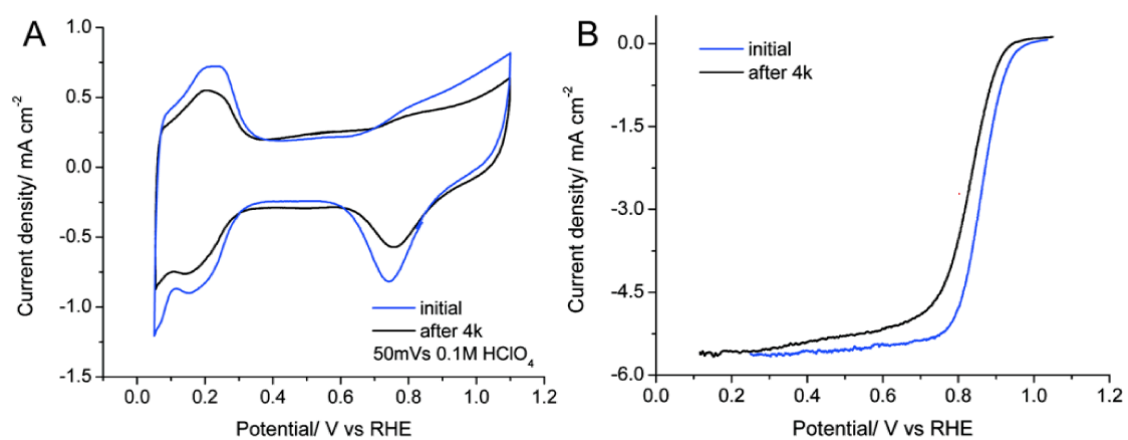 A
Current density/ mA cm⁻²
1.0
0.5
0.0
-0.5
-1.0
-1.5
initial
after 4k
50mVs 0.1M HClO₄
0.0 0.2 0.4 0.6 0.8 1.0 1.2
Potential/ V vs RHE
B
Current density/ mA cm⁻²
0.0
-1.5
-3.0
-4.5
-6.0
initial
after 4k
0.0 0.2 0.4 0.6 0.8 1.0 1.2
Potential/ V vs RHE